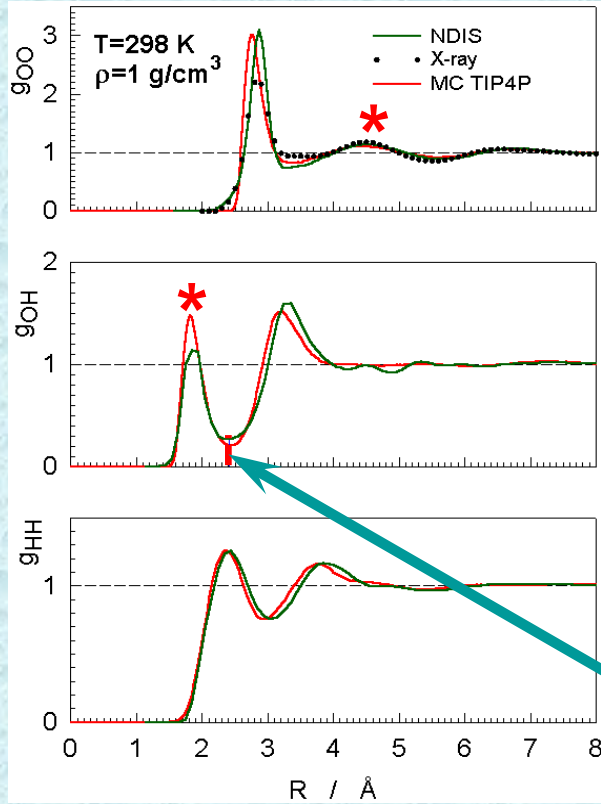 T=298 K
ρ=1 g/cm³
NDIS
X-ray
MC TIP4P
*
gOO
3
2
1
0
*
gOH
2
1
0
gHH
1
0
0 1 2 3 4 5 6 7 8
R / Å